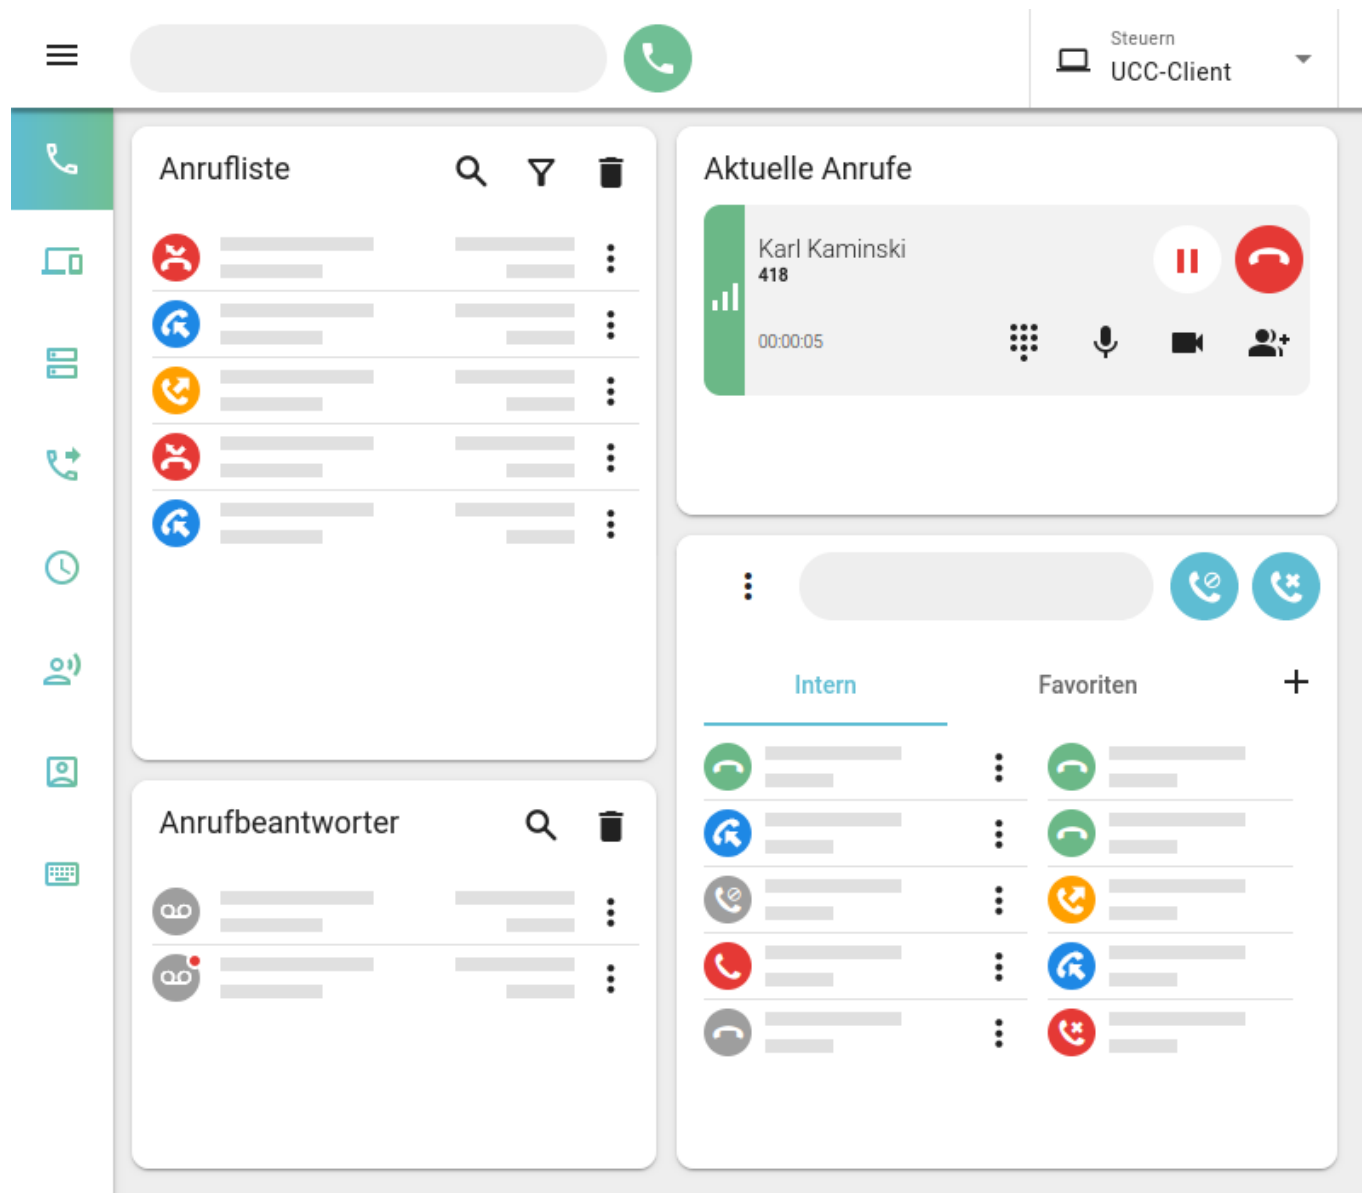 Steuern
UCC-Client
Anrufliste
Aktuelle Anrufe
Karl Kaminski
418
00:00:05
Intern
Favoriten
Anrufbeantworter